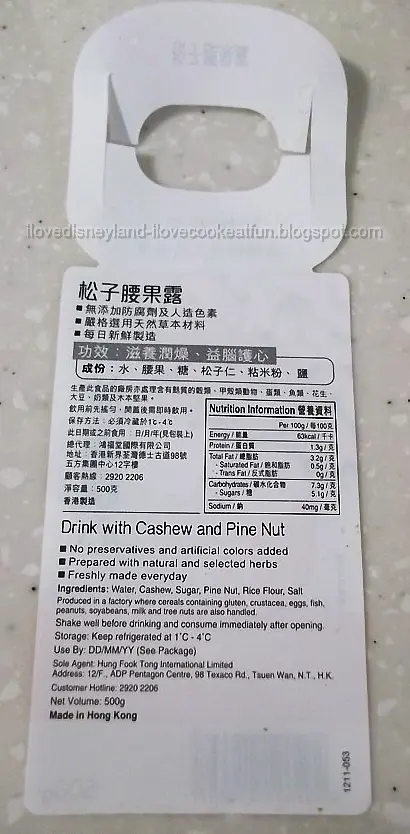 ilovedisneyland-ilovecookeatfun.blogspot.com
松子腰果露
■ 無添加防腐劑及人造色素
■ 嚴格選用天然草本材料
■ 每日新鮮製造
功效：滋養潤燥、益腦護心
成份：水、腰果、糖、松子仁、粘米粉、鹽
生產此食品的廠房亦處理含有麩質的穀類、甲殼類動物、蛋類、魚類、花生、
大豆、奶類及木本堅果。
飲用前先搖勻，開蓋後需即時飲用。
保存方法：必須冷藏於1℃-4℃
此日期或之前食用：日/月/年(見包裝上)
總代理：鴻福堂國際有限公司
地址：香港新界荃灣德士古道98號
五方集團中心12字樓
顧客熱線：2920 2206
淨容量：500克
香港製造
Nutrition Information 營養資料
Per 100g / 每100克
Energy / 能量 63kcal / 千卡
Protein / 蛋白質 1.3g / 克
Total Fat / 總脂肪 3.2g / 克
- Saturated Fat / 飽和脂肪 0.5g / 克
- Trans Fat / 反式脂肪 0g / 克
Carbohydrates / 碳水化合物 7.3g / 克
- Sugars / 糖 5.1g / 克
Sodium / 鈉 40mg / 毫克
Drink with Cashew and Pine Nut
■ No preservatives and artificial colors added
■ Prepared with natural and selected herbs
■ Freshly made everyday
Ingredients: Water, Cashew, Sugar, Pine Nut, Rice Flour, Salt
Produced in a factory where cereals containing gluten, crustacea, eggs, fish,
peanuts, soyabeans, milk and tree nuts are also handled.
Shake well before drinking and consume immediately after opening.
Storage: Keep refrigerated at 1˚C - 4˚C
Use By: DD/MM/YY (See Package)
Sole Agent: Hung Fook Tong International Limited
Address: 12/F., ADP Pentagon Centre, 98 Texaco Rd., Tsuen Wan, N.T., H.K.
Customer Hotline: 2920 2206
Net Volume: 500g
Made in Hong Kong
1211-053